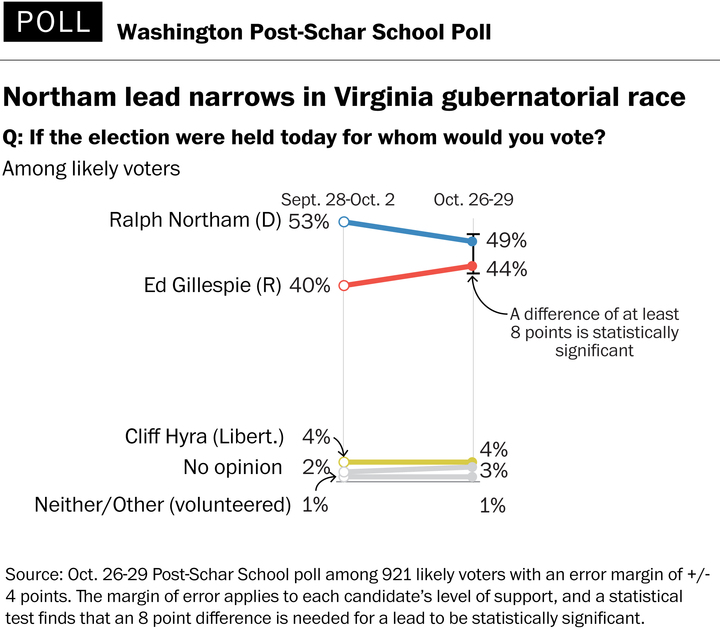 POLL Washington Post-Schar School Poll
Northam lead narrows in Virginia gubernatorial race
Q: If the election were held today for whom would you vote?
Among likely voters
Sept. 28-Oct. 2 Oct. 26-29
Ralph Northam (D) 53% 49%
Ed Gillespie (R) 40% 44%
A difference of at least
8 points is statistically
significant
Cliff Hyra (Libert.) 4% 4%
No opinion 2% 3%
Neither/Other (volunteered) 1% 1%
Source: Oct. 26-29 Post-Schar School poll among 921 likely voters with an error margin of +/-
4 points. The margin of error applies to each candidate's level of support, and a statistical
test finds that an 8 point difference is needed for a lead to be statistically significant.